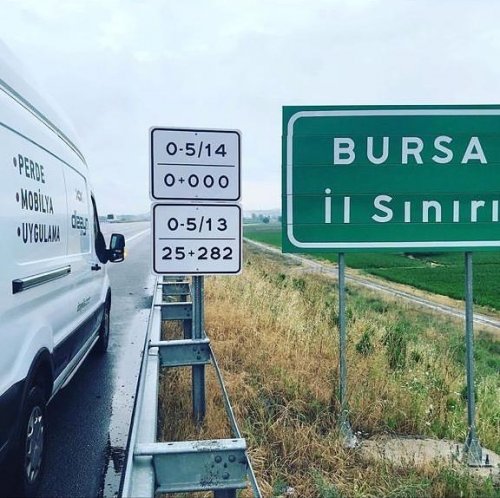 •PERDE
•MOBİLYA
•UYGULAMA
0-5/14
0+000
0-5/13
25+282
BURSA
İl Sınırı